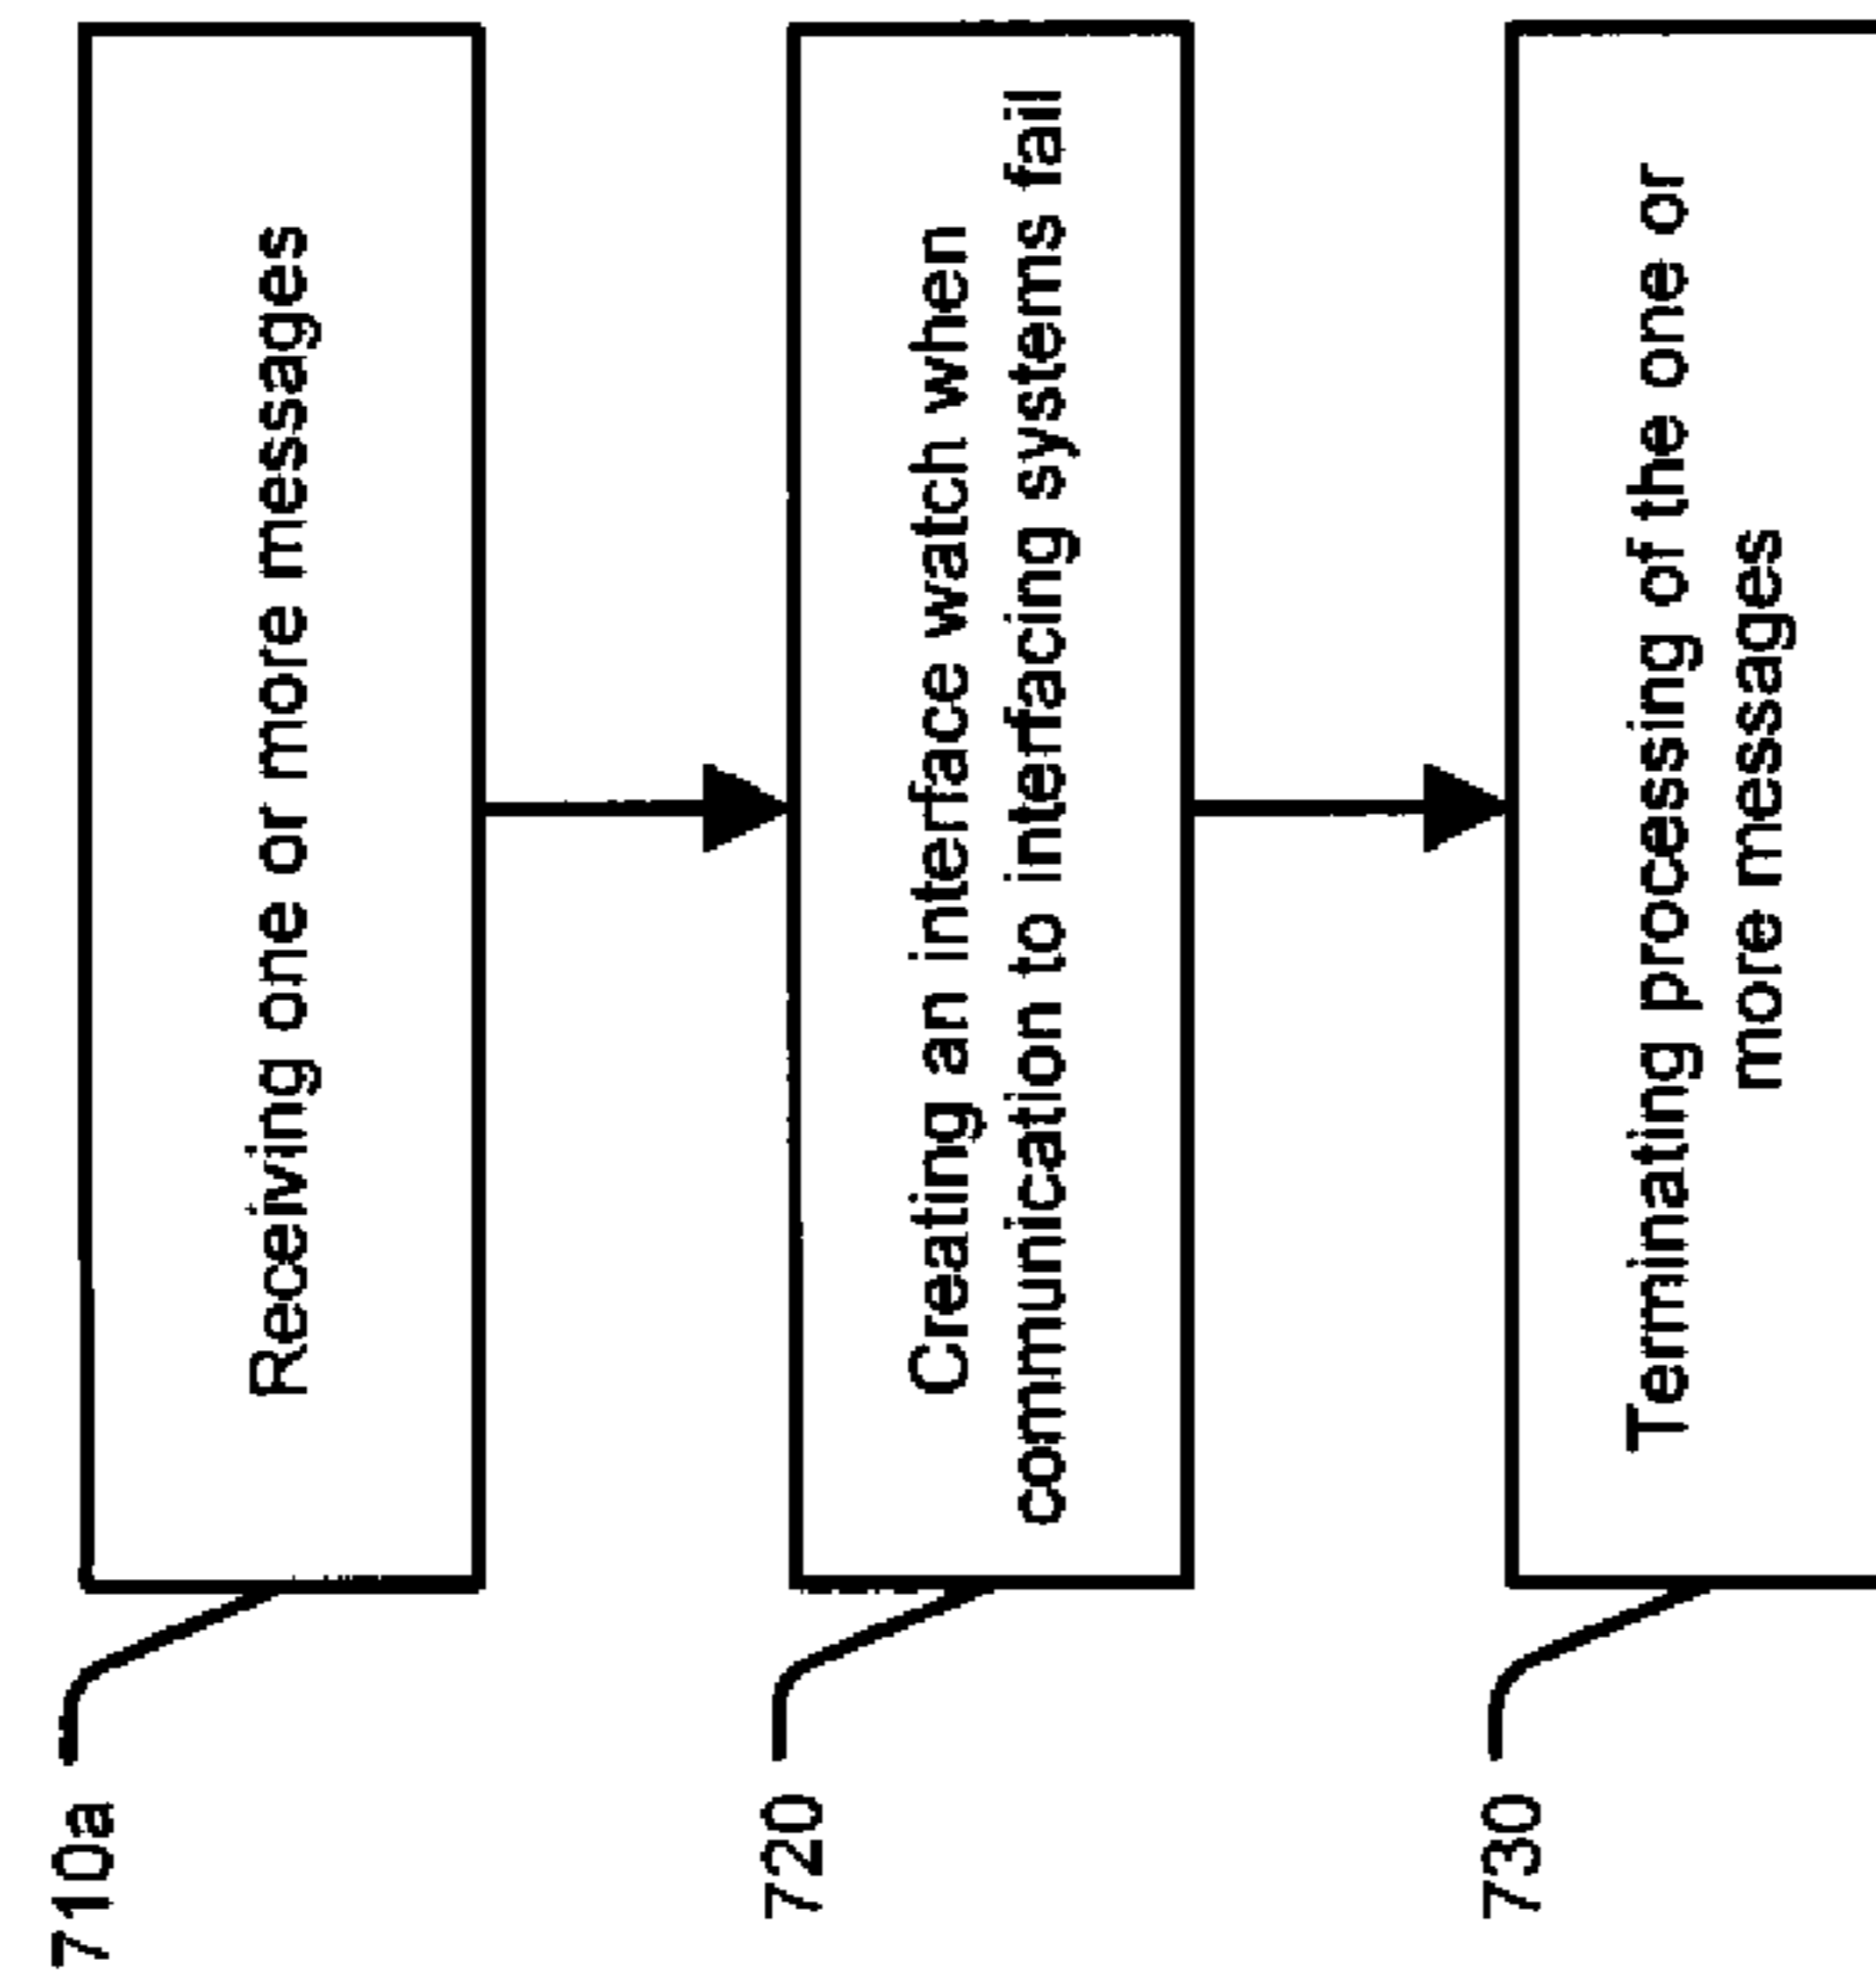 710a
Receiving one or more messages
720
Creating an interface watch when
communication to interfacing systems fail
730
Terminating processing of the one or
more messages